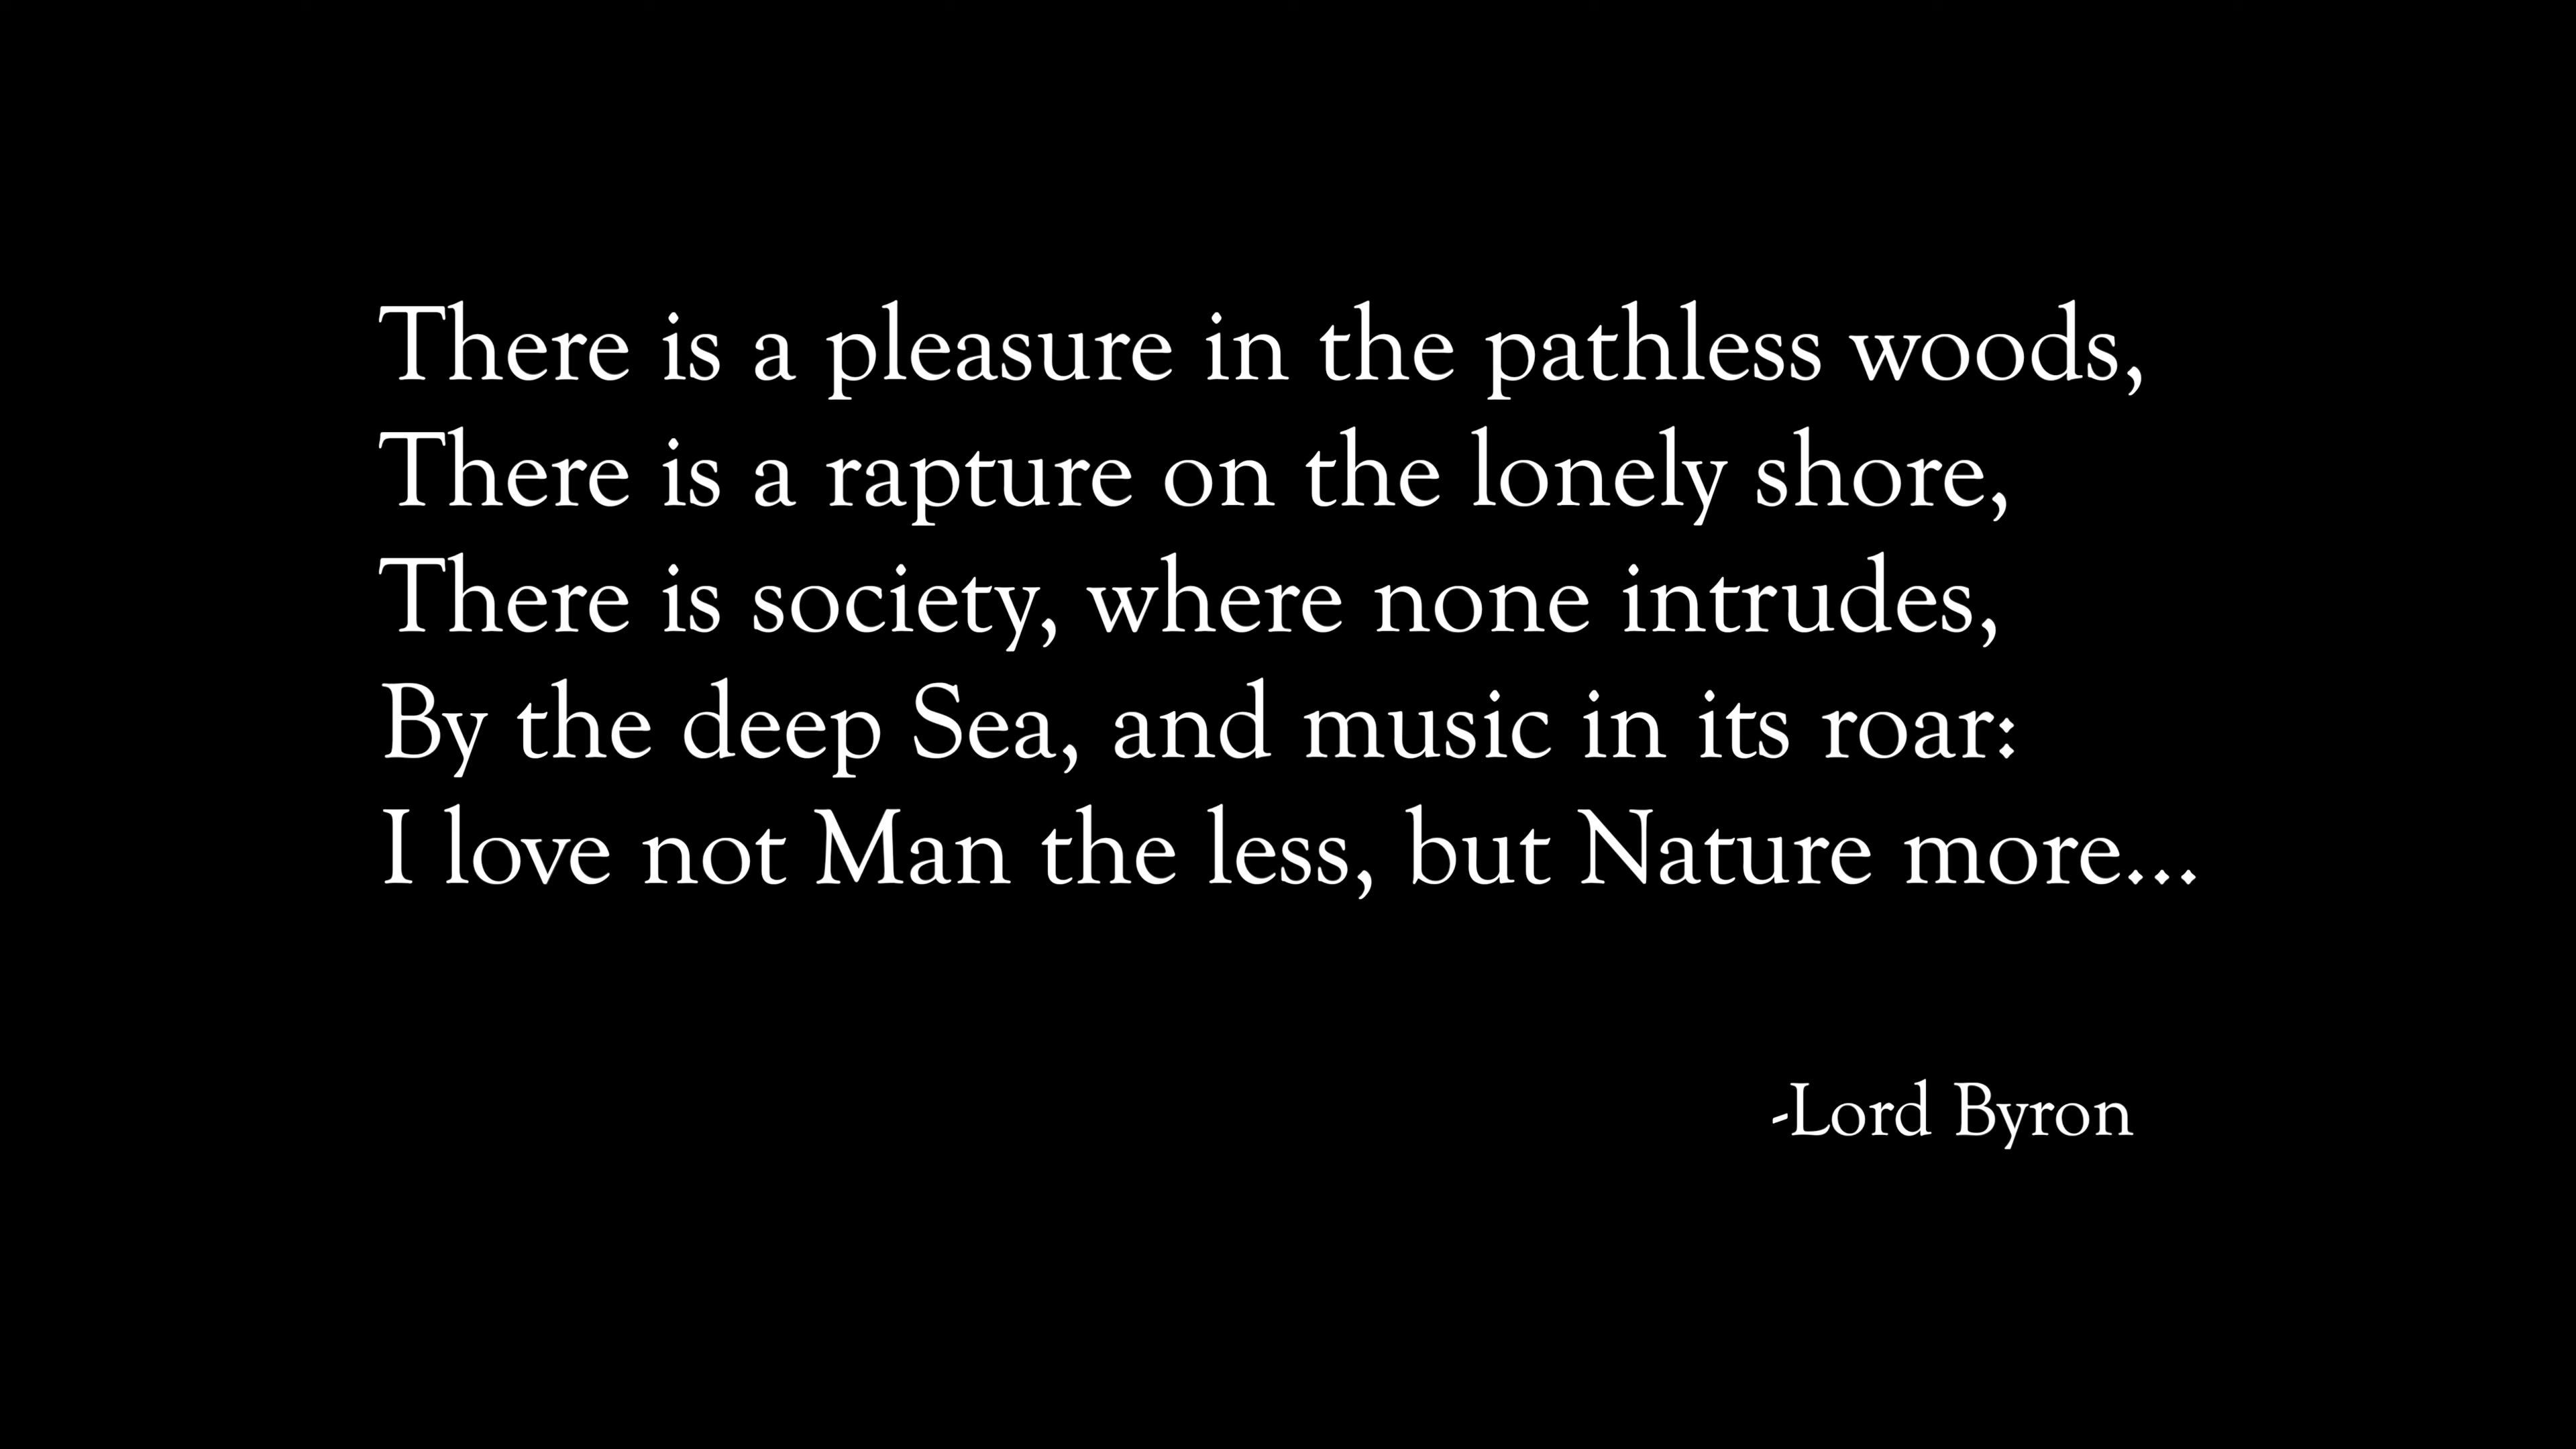 There is a pleasure in the pathless woods,
There is a rapture on the lonely shore,
There is society, where none intrudes,
By the deep Sea, and music in its roar:
I love not Man the less, but Nature more...
-Lord Byron